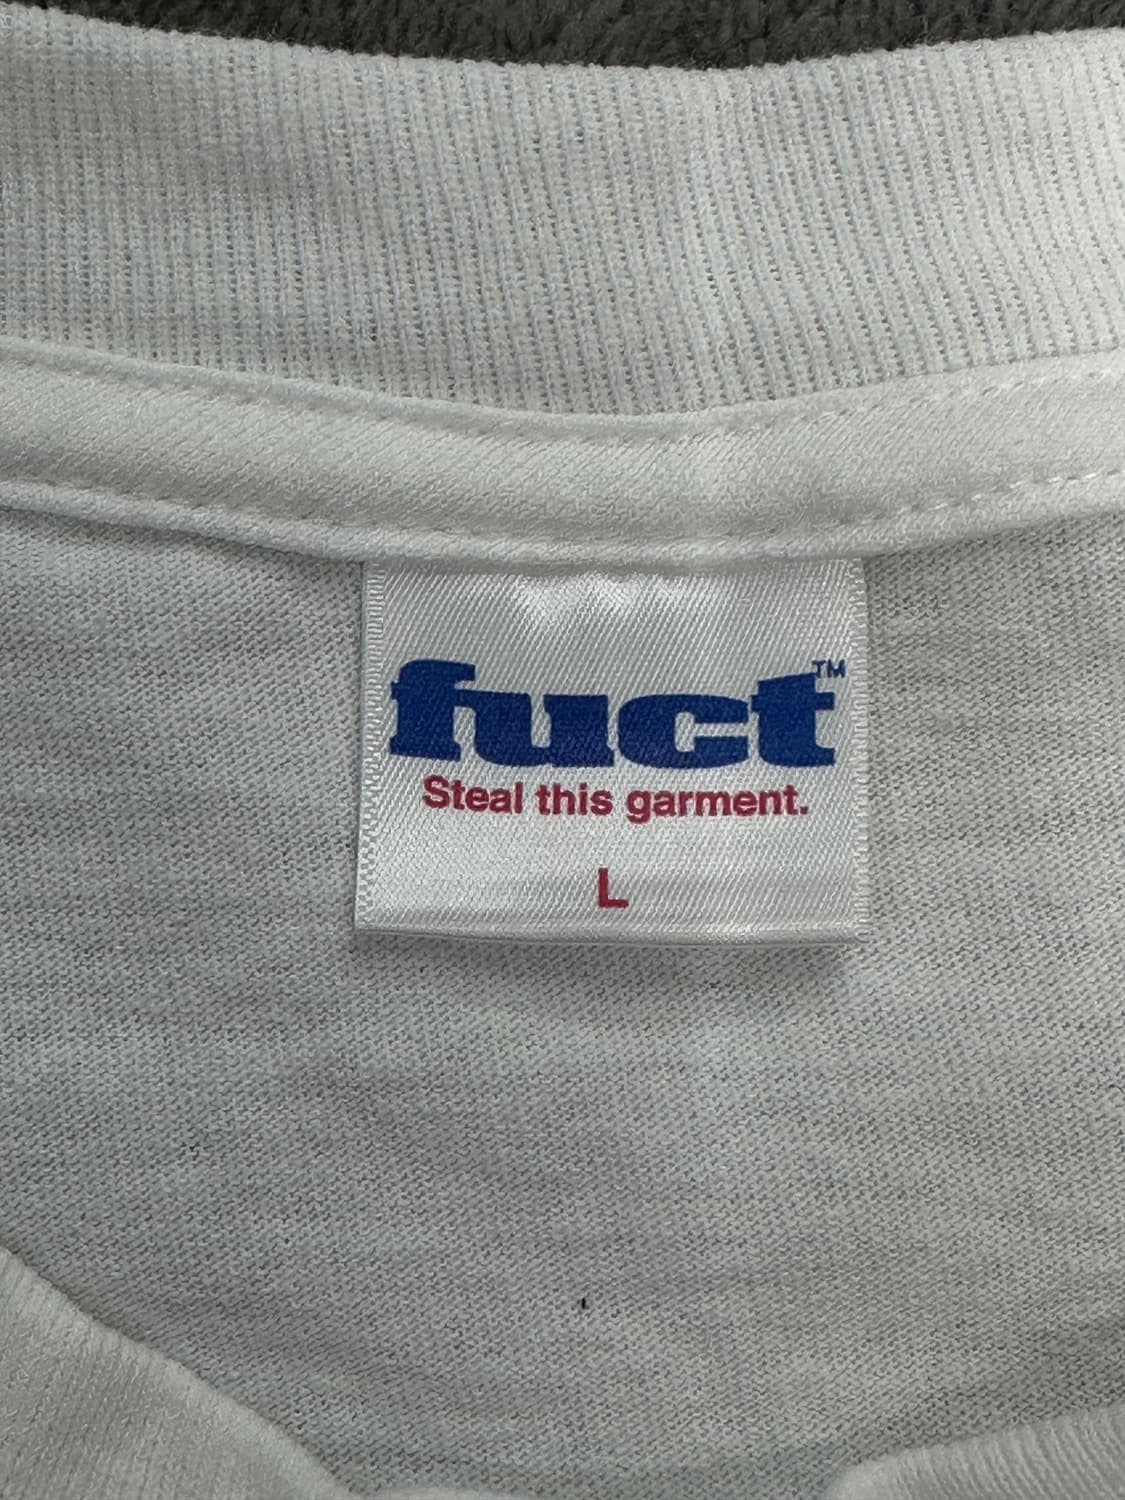 fuct™
Steal this garment.
L